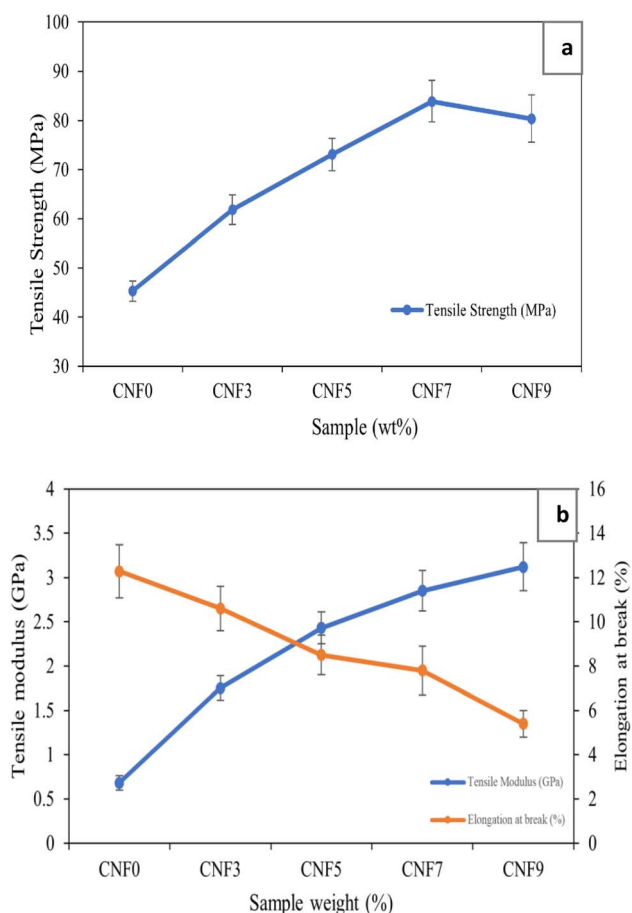 a
100
90
80
70
60
50
40
30
Tensile Strength (MPa)
Tensile Strength (MPa)
CNF0 CNF3 CNF5 CNF7 CNF9
Sample (wt%)
b
4
3.5
3
2.5
2
1.5
1
0.5
0
Tensile modulus (GPa)
16
14
12
10
8
6
4
2
0
Elongation at break (%)
Tensile Modulus (GPa)
Elongation at break (%)
CNF0 CNF3 CNF5 CNF7 CNF9
Sample weight (%)